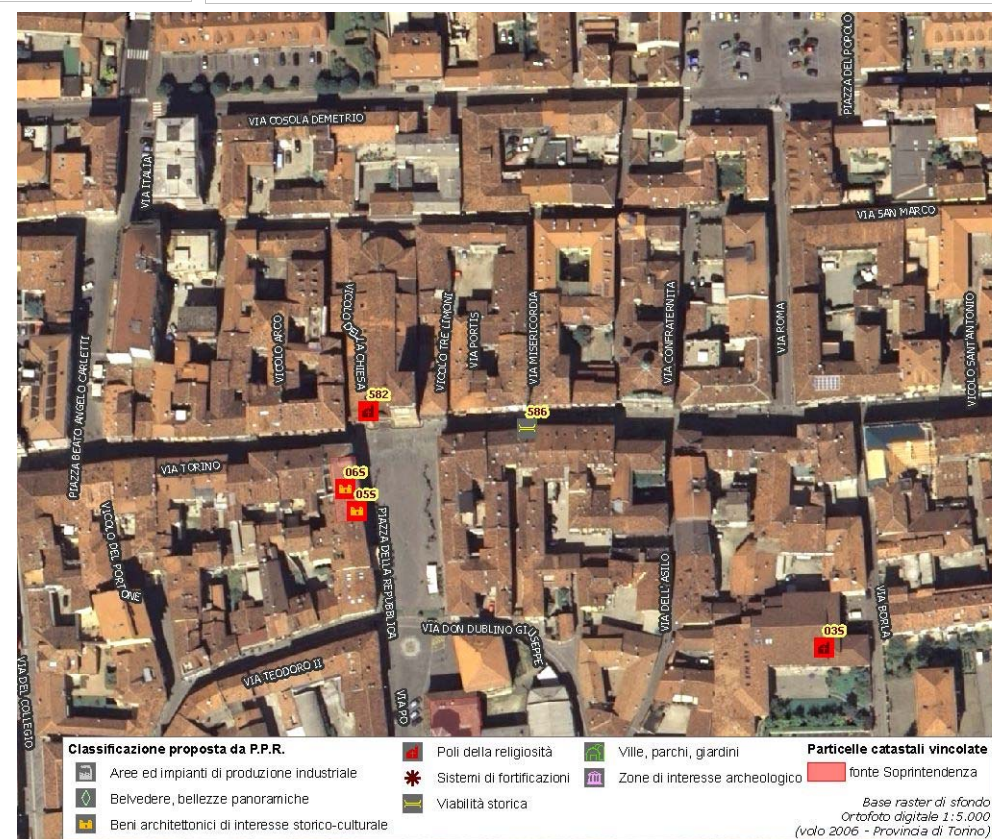 PIAZZA DEL POPOLO
VIA COSOLA DEMETRIO
VIA ITALIA
VIA SAN MARCO
VICOLO DELLA CHIESA
VICOLO TRE LIMONI
VIA PORTIS
VIA MISERICORDIA
VIA CONFRATERNITA
VIA ROMA
VICOLO SANT'ANTONIO
VICOLO ARCO
PIAZZA BEATO ANGELO CARLETTI
582
586
VIA TORINO
06S
05S
VICOLO DEL PORTONE
PIAZZA DELLA REPUBBLICA
VIA DELL'ASILO
VIA BORLA
VIA DON DUBLINO GIUSEPPE
03S
VIA TEODORO II
VIA DEL COLLEGIO
VIA PO
Classificazione proposta da P.P.R.
Aree ed impianti di produzione industriale
Belvedere, bellezze panoramiche
Beni architettonici di interesse storico-culturale
Poli della religiosità
Sistemi di fortificazioni
Viabilità storica
Ville, parchi, giardini
Zone di interesse archeologico
Particelle catastali vincolate
fonte Soprintendenza
Base raster di sfondo
Ortofoto digitale 1:5.000
(volo 2006 - Provincia di Torino)